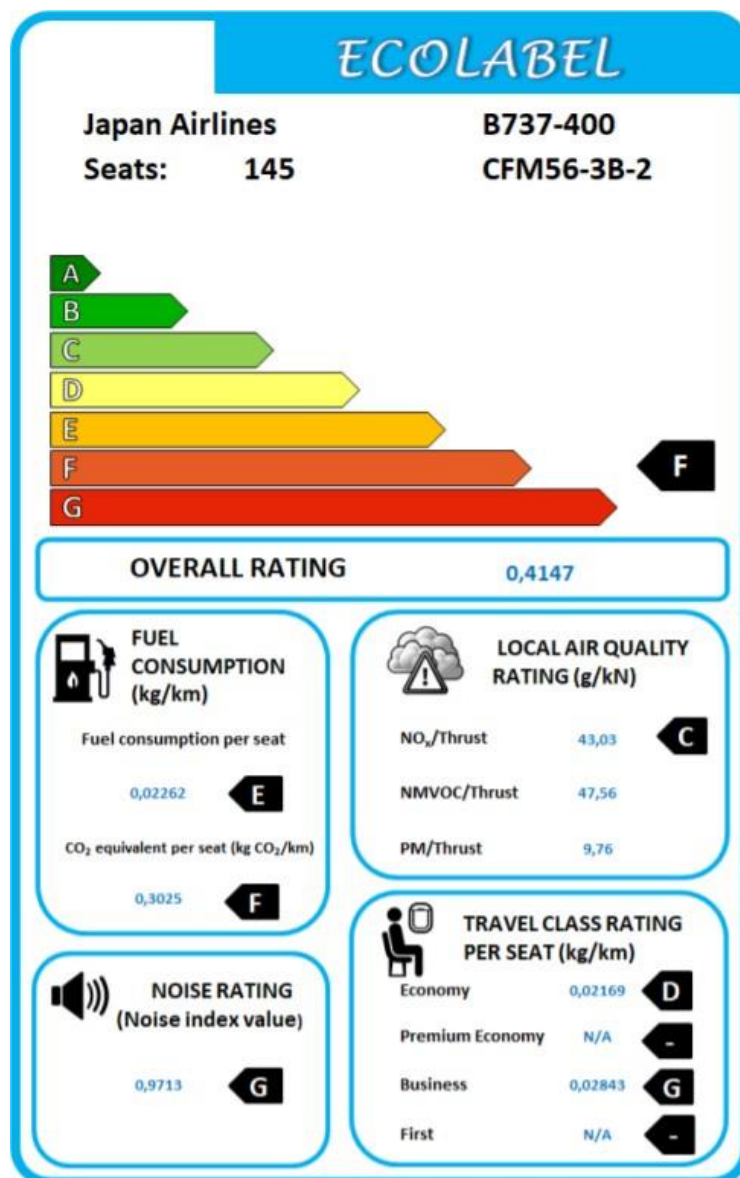 ECOLABEL
Japan Airlines B737-400
Seats: 145 CFM56-3B-2
A
B
C
D
E
F F
G
OVERALL RATING 0,4147
FUEL
CONSUMPTION
(kg/km)
Fuel consumption per seat
0,02262 E
CO₂ equivalent per seat (kg CO₂/km)
0,3025 F
LOCAL AIR QUALITY
RATING (g/kN)
NOₓ/Thrust 43,03 C
NMVOC/Thrust 47,56
PM/Thrust 9,76
NOISE RATING
(Noise index value)
0,9713 G
TRAVEL CLASS RATING
PER SEAT (kg/km)
Economy 0,02169 D
Premium Economy N/A -
Business 0,02843 G
First N/A -